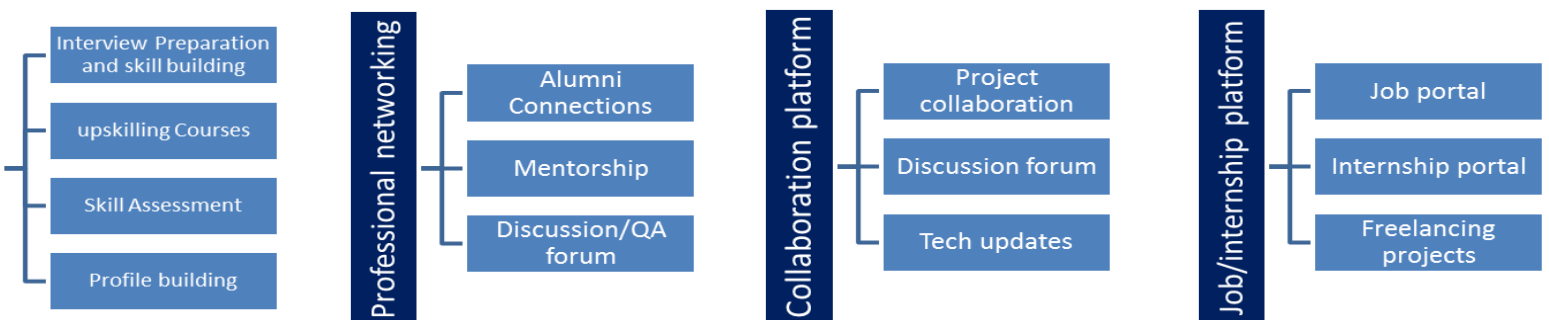 Interview Preparation
and skill building
upskilling Courses
Skill Assessment
Profile building
Professional networking
Alumni
Connections
Mentorship
Discussion/QA
forum
Collaboration platform
Project
collaboration
Discussion forum
Tech updates
Job/internship platform
Job portal
Internship portal
Freelancing
projects